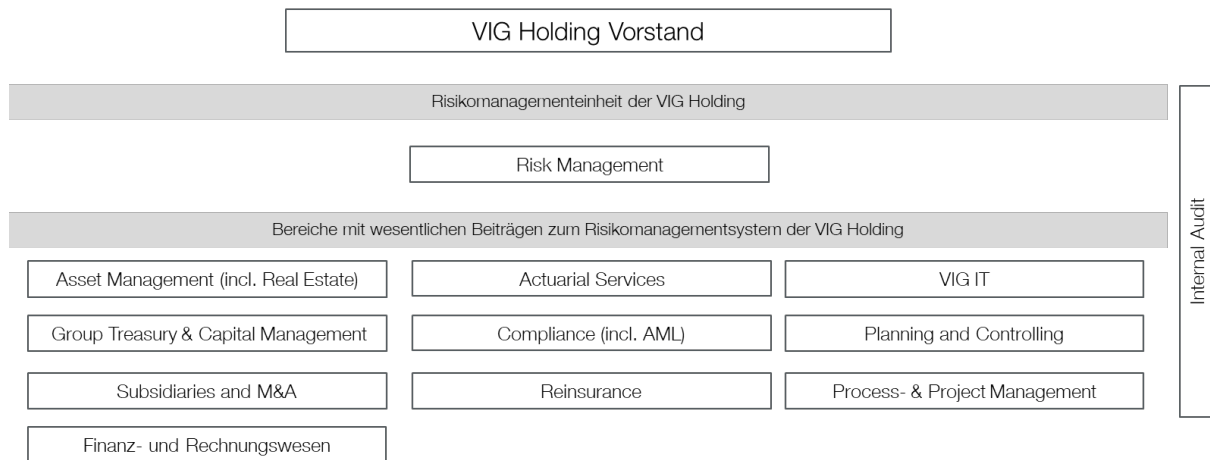 VIG Holding Vorstand
Risikomanagementeinheit der VIG Holding
Risk Management
Bereiche mit wesentlichen Beiträgen zum Risikomanagementsystem der VIG Holding
Asset Management (incl. Real Estate)
Actuarial Services
VIG IT
Group Treasury & Capital Management
Compliance (incl. AML)
Planning and Controlling
Subsidiaries and M&A
Reinsurance
Process- & Project Management
Finanz- und Rechnungswesen
Internal Audit